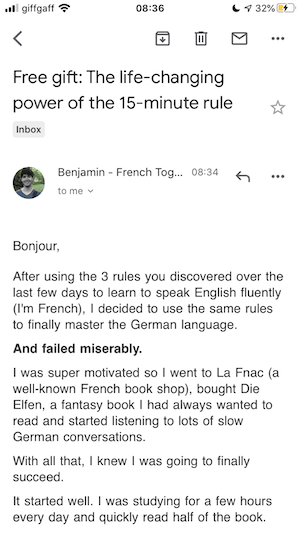 giffgaff 08:36 32%
Free gift: The life-changing
power of the 15-minute rule
Inbox
Benjamin - French Tog... 08:34
to me
Bonjour,
After using the 3 rules you discovered over the
last few days to learn to speak English fluently
(I'm French), I decided to use the same rules
to finally master the German language.
And failed miserably.
I was super motivated so I went to La Fnac (a
well-known French book shop), bought Die
Elfen, a fantasy book I had always wanted to
read and started listening to lots of slow
German conversations.
With all that, I knew I was going to finally
succeed.
It started well. I was studying for a few hours
every day and quickly read half of the book.